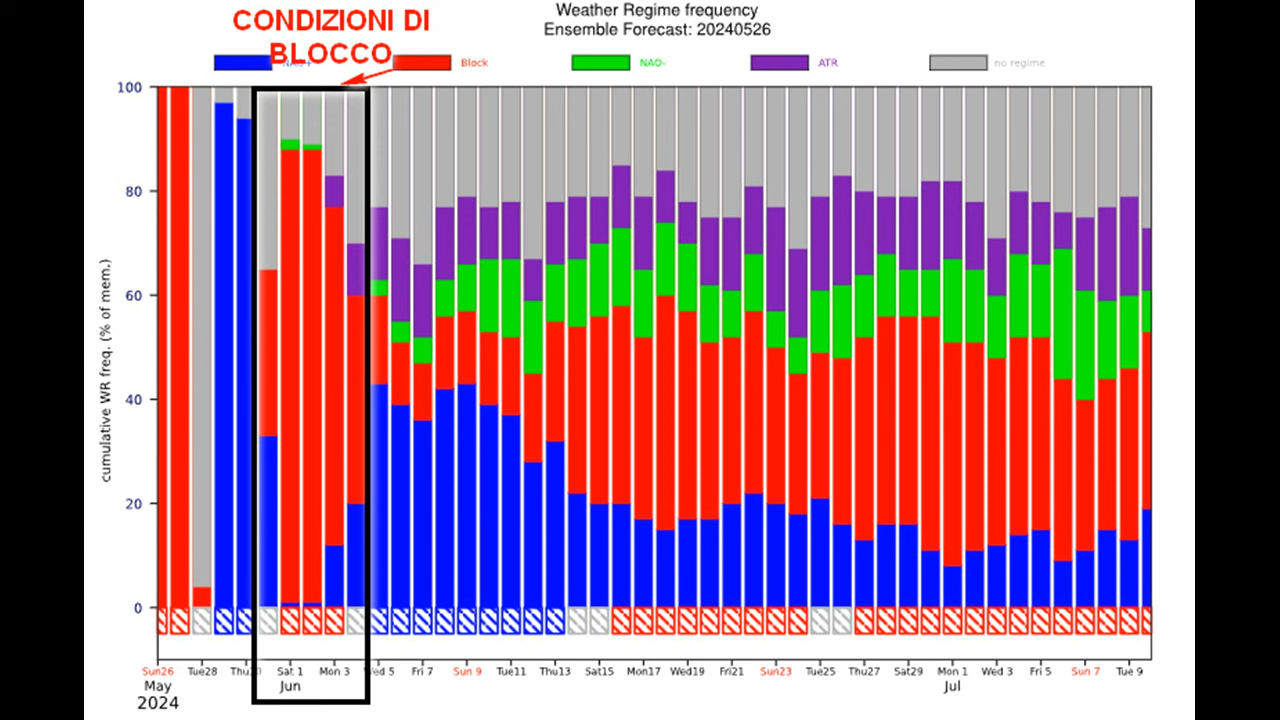 Weather Regime frequency
Ensemble Forecast: 20240526
CONDIZIONI DI
BLOCCO
Block
NAO-
ATR
no regime
cumulative WR freq. (% of mem.)
100
80
60
40
20
0
Sun26 Tue28 Sat 1 Mon 3 Wed 5 Fri 7 Sun 9 Tue11 Thu13 Sat15 Mon17 Wed19 Fri21 Sun23 Tue25 Thu27 Sat29 Mon 1 Wed 3 Fri 5 Sun 7 Tue 9
May Jun Jul
2024